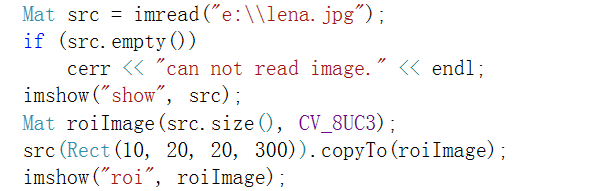 Mat src = imread("e:\\lena.jpg");
if (src.empty())
    cerr << "can not read image." << endl;
imshow("show", src);
Mat roiImage(src.size(), CV_8UC3);
src(Rect(10, 20, 20, 300)).copyTo(roiImage);
imshow("roi", roiImage);